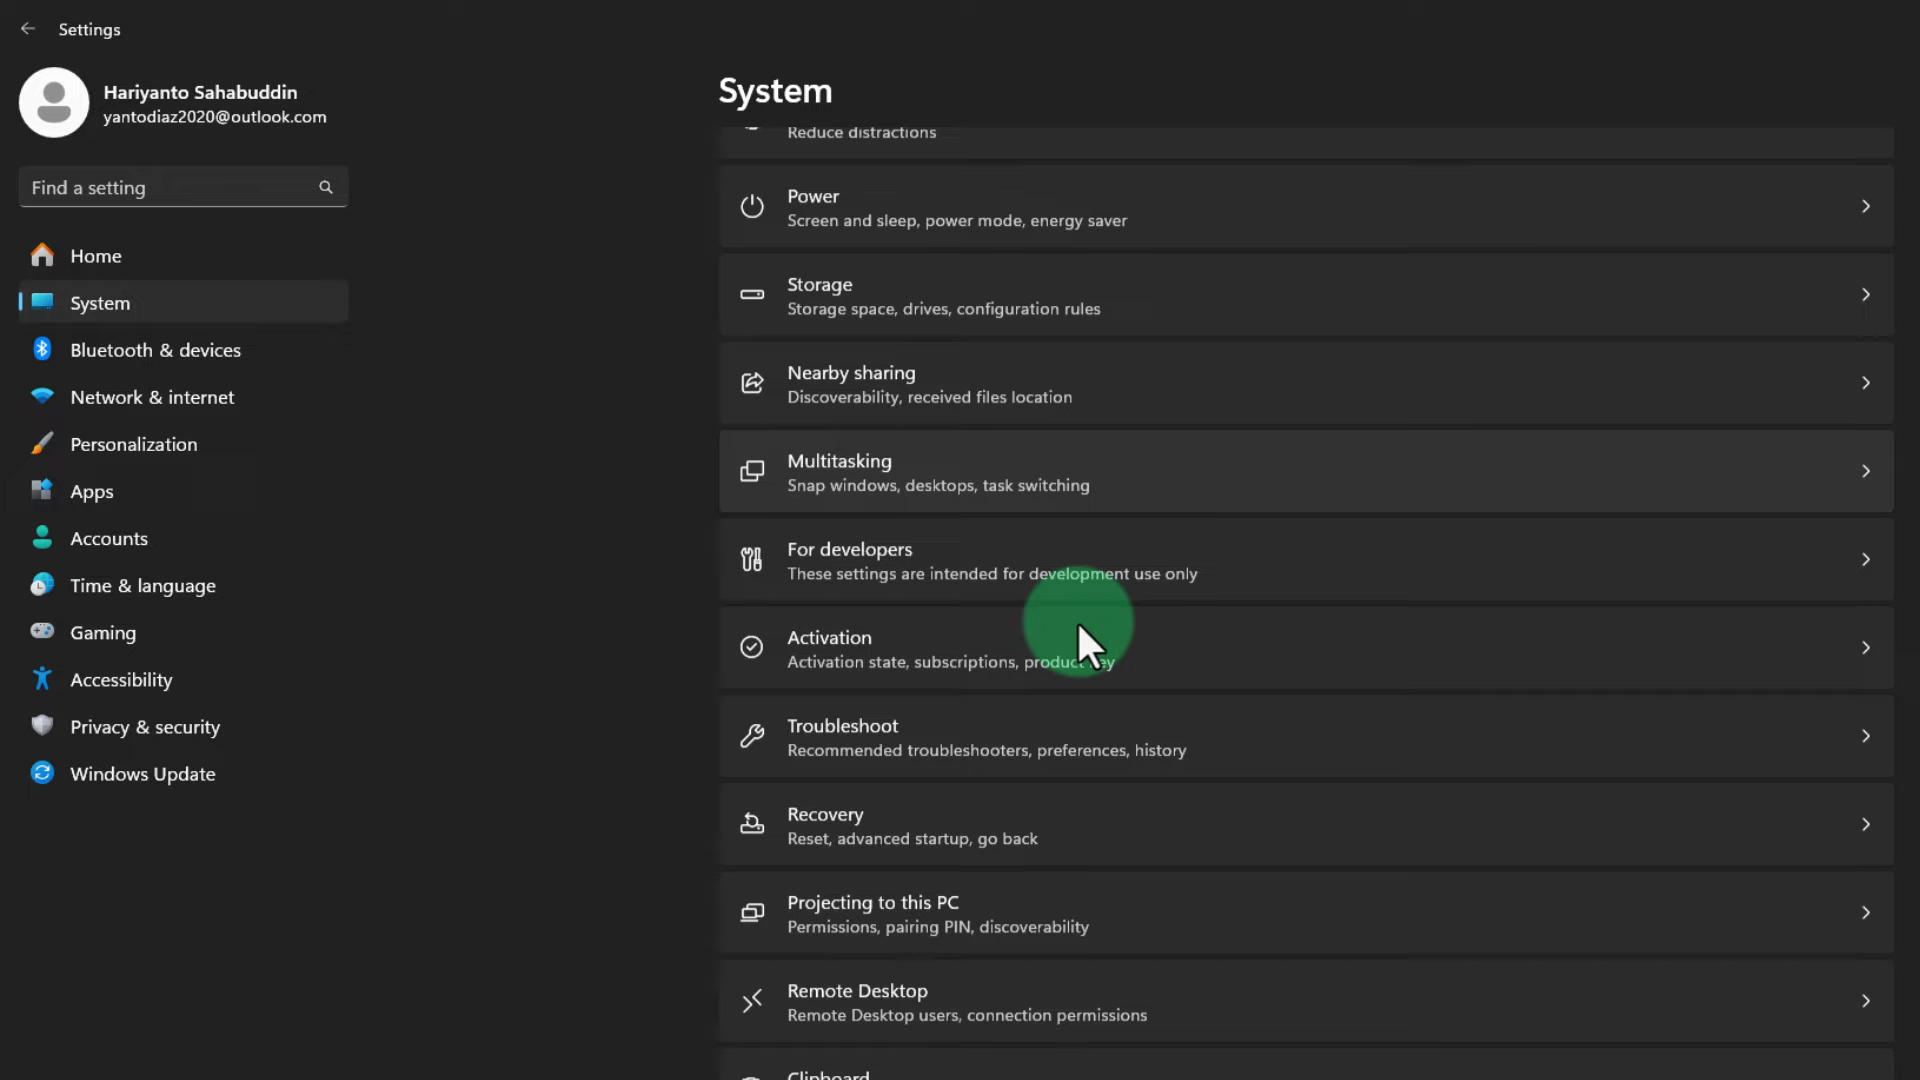 Settings
Hariyanto Sahabuddin
yantodiaz2020@outlook.com
Find a setting
Home
System
Bluetooth & devices
Network & internet
Personalization
Apps
Accounts
Time & language
Gaming
Accessibility
Privacy & security
Windows Update
System
Reduce distractions
Power
Screen and sleep, power mode, energy saver
Storage
Storage space, drives, configuration rules
Nearby sharing
Discoverability, received files location
Multitasking
Snap windows, desktops, task switching
For developers
These settings are intended for development use only
Activation
Activation state, subscriptions, product key
Troubleshoot
Recommended troubleshooters, preferences, history
Recovery
Reset, advanced startup, go back
Projecting to this PC
Permissions, pairing PIN, discoverability
Remote Desktop
Remote Desktop users, connection permissions
Clipboard